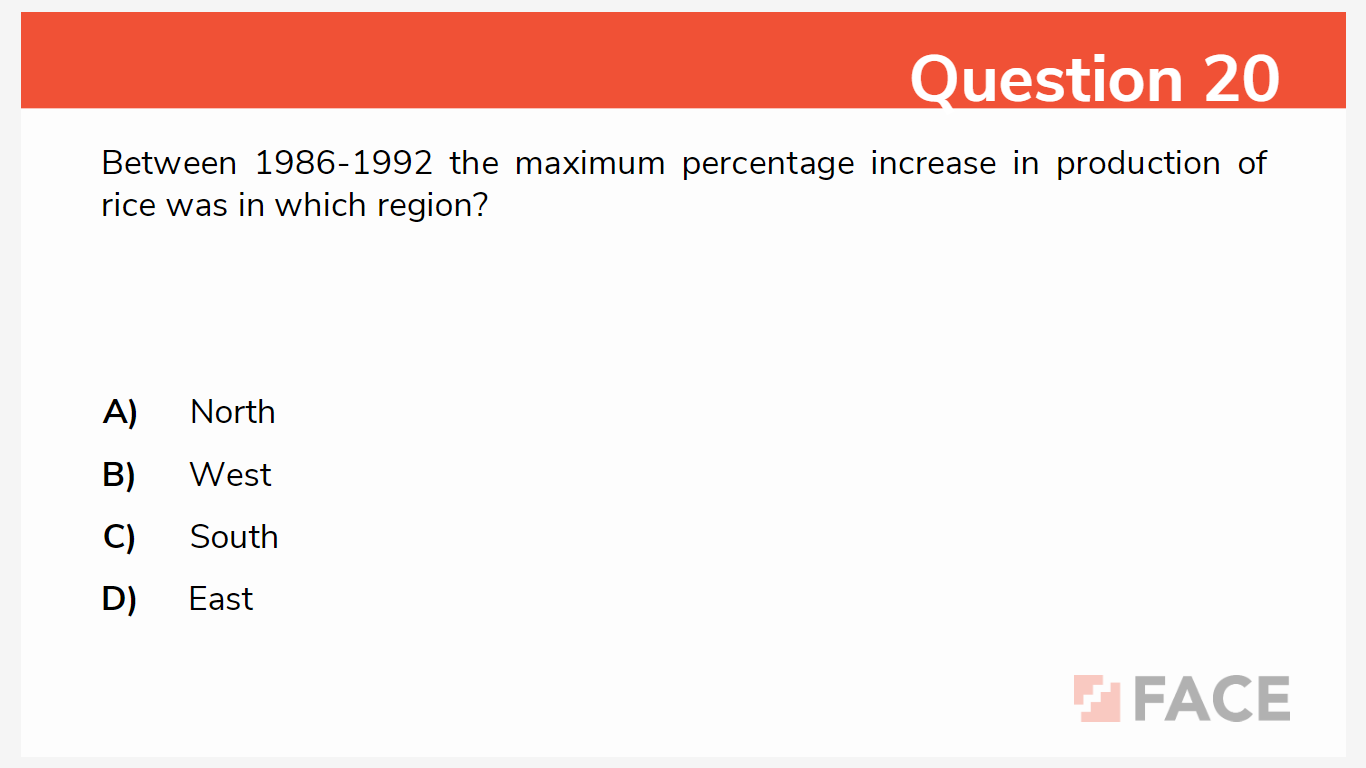 Question 20
Between 1986-1992 the maximum percentage increase in production of
rice was in which region?
A) North
B) West
C) South
D) East
FACE